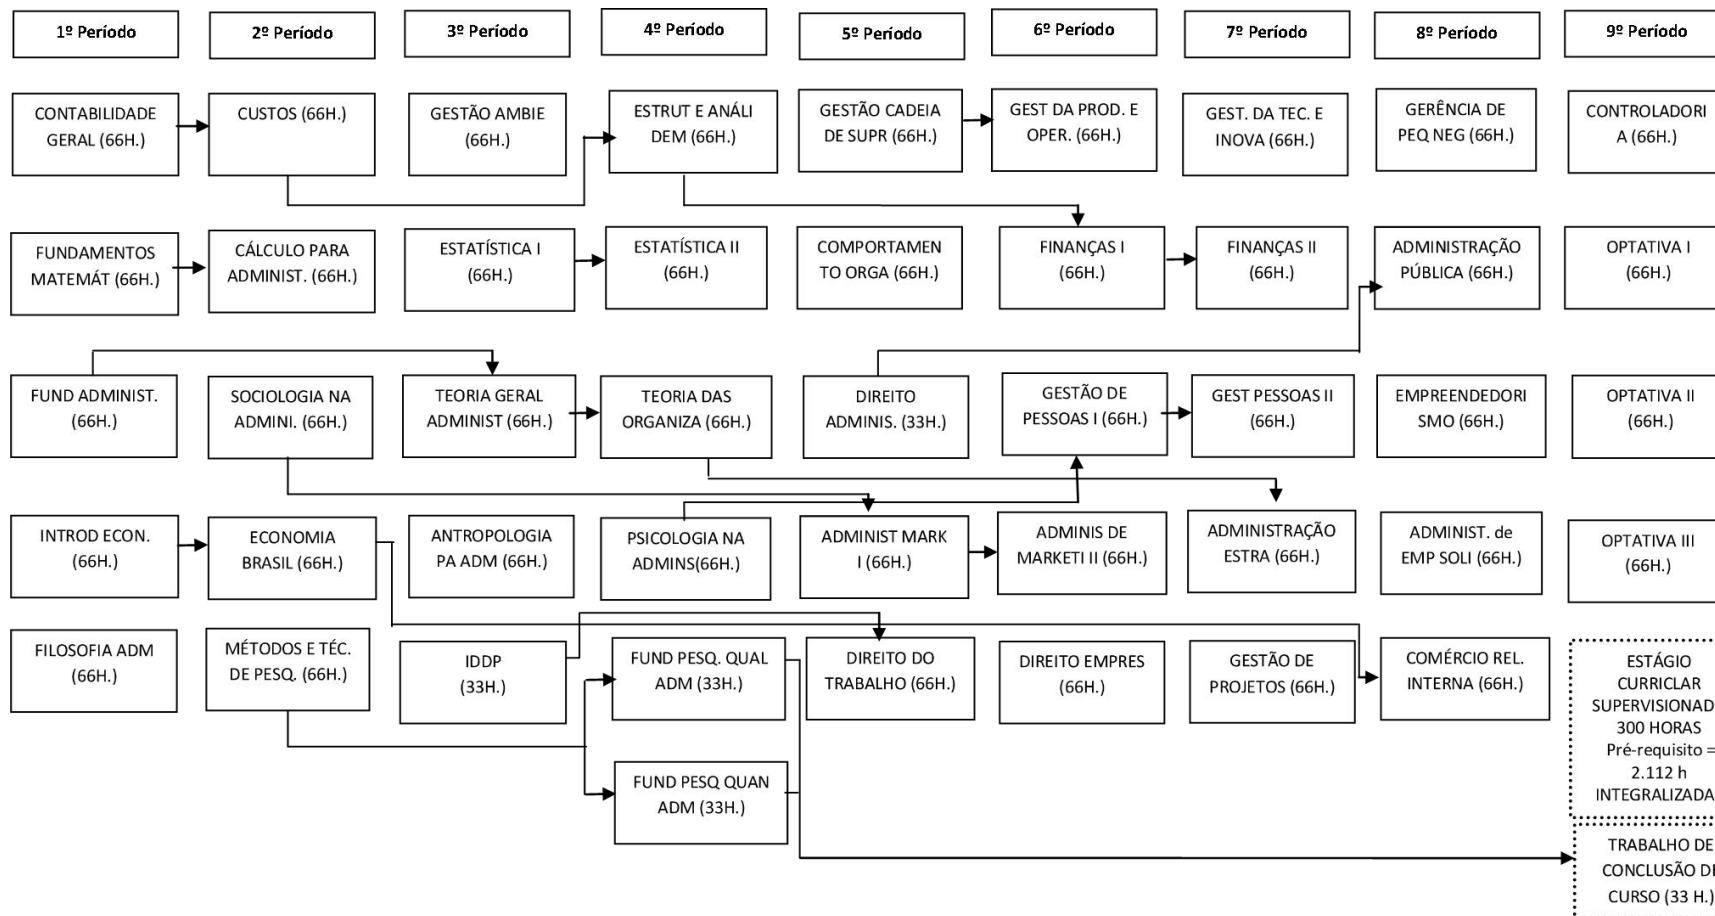 1º Período
2º Período
3º Período
4º Período
5º Período
6º Período
7º Período
8º Período
9º Período
CONTABILIDADE
GERAL (66H.)
CUSTOS (66H.)
GESTÃO AMBIE
(66H.)
ESTRUT E ANÁLI
DEM (66H.)
GESTÃO CADEIA
DE SUPR (66H.)
GEST DA PROD. E
OPER. (66H.)
GEST. DA TEC. E
INOVA (66H.)
GERÊNCIA DE
PEQ NEG (66H.)
CONTROLADORI
A (66H.)
FUNDAMENTOS
MATEMÁT (66H.)
CÁLCULO PARA
ADMINIST. (66H.)
ESTATÍSTICA I
(66H.)
ESTATÍSTICA II
(66H.)
COMPORTAMEN
TO ORGA (66H.)
FINANÇAS I
(66H.)
FINANÇAS II
(66H.)
ADMINISTRAÇÃO
PÚBLICA (66H.)
OPTATIVA I
(66H.)
FUND ADMINIST.
(66H.)
SOCIOLOGIA NA
ADMINI. (66H.)
TEORIA GERAL
ADMINIST (66H.)
TEORIA DAS
ORGANIZA (66H.)
DIREITO
ADMINIS. (33H.)
GESTÃO DE
PESSOAS I (66H.)
GEST PESSOAS II
(66H.)
EMPREENDEDORI
SMO (66H.)
OPTATIVA II
(66H.)
INTROD ECON.
(66H.)
ECONOMIA
BRASIL (66H.)
ANTROPOLOGIA
PA ADM (66H.)
PSICOLOGIA NA
ADMINS(66H.)
ADMINIST MARK
I (66H.)
ADMINIS DE
MARKETI II (66H.)
ADMINISTRAÇÃO
ESTRA (66H.)
ADMINIST. de
EMP SOLI (66H.)
OPTATIVA III
(66H.)
FILOSOFIA ADM
(66H.)
MÉTODOS E TÉC.
DE PESQ. (66H.)
IDDP
(33H.)
FUND PESQ. QUAL
ADM (33H.)
DIREITO DO
TRABALHO (66H.)
DIREITO EMPRES
(66H.)
GESTÃO DE
PROJETOS (66H.)
COMÉRCIO REL.
INTERNA (66H.)
ESTÁGIO
CURRICLAR
SUPERVISIONAD
300 HORAS
Pré-requisito =
2.112 h
INTEGRALIZADA
FUND PESQ QUAN
ADM (33H.)
TRABALHO DE
CONCLUSÃO DE
CURSO (33 H.)